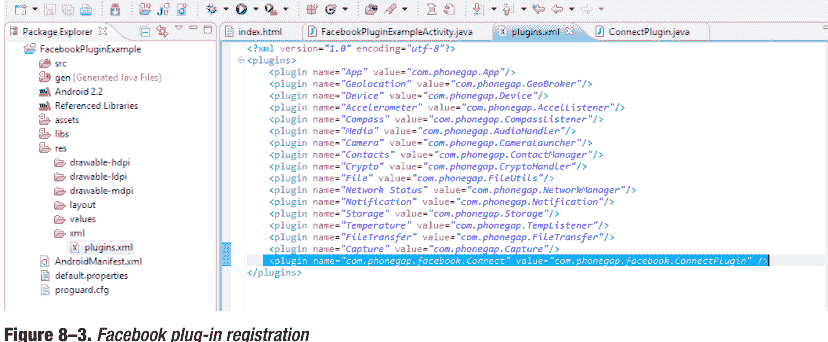 Package Explorer
index.html
FacebookPluginExampleActivity.java
plugins.xml
ConnectPlugin.java
FacebookPluginExample
src
gen [Generated Java Files]
Android 2.2
Referenced Libraries
assets
libs
res
drawable-hdpi
drawable-ldpi
drawable-mdpi
layout
values
xml
plugins.xml
AndroidManifest.xml
default.properties
proguard.cfg
<?xml version="1.0" encoding="utf-8"?>
<plugins>
<plugin name="App" value="com.phonegap.App"/>
<plugin name="Geolocation" value="com.phonegap.GeoBroker"/>
<plugin name="Device" value="com.phonegap.Device"/>
<plugin name="Accelerometer" value="com.phonegap.AccelListener"/>
<plugin name="Compass" value="com.phonegap.CompassListener"/>
<plugin name="Media" value="com.phonegap.AudioHandler"/>
<plugin name="Camera" value="com.phonegap.CameraLauncher"/>
<plugin name="Contacts" value="com.phonegap.ContactManager"/>
<plugin name="Crypto" value="com.phonegap.CryptoHandler"/>
<plugin name="File" value="com.phonegap.FileUtils"/>
<plugin name="Network Status" value="com.phonegap.NetworkManager"/>
<plugin name="Notification" value="com.phonegap.Notification"/>
<plugin name="Storage" value="com.phonegap.Storage"/>
<plugin name="Temperature" value="com.phonegap.TempListener"/>
<plugin name="FileTransfer" value="com.phonegap.FileTransfer"/>
<plugin name="Capture" value="com.phonegap.Capture"/>
<plugin name="com.phonegap.facebook.Connect" value="com.phonegap.facebook.ConnectPlugin" />
</plugins>
Figure 8–3. Facebook plug-in registration